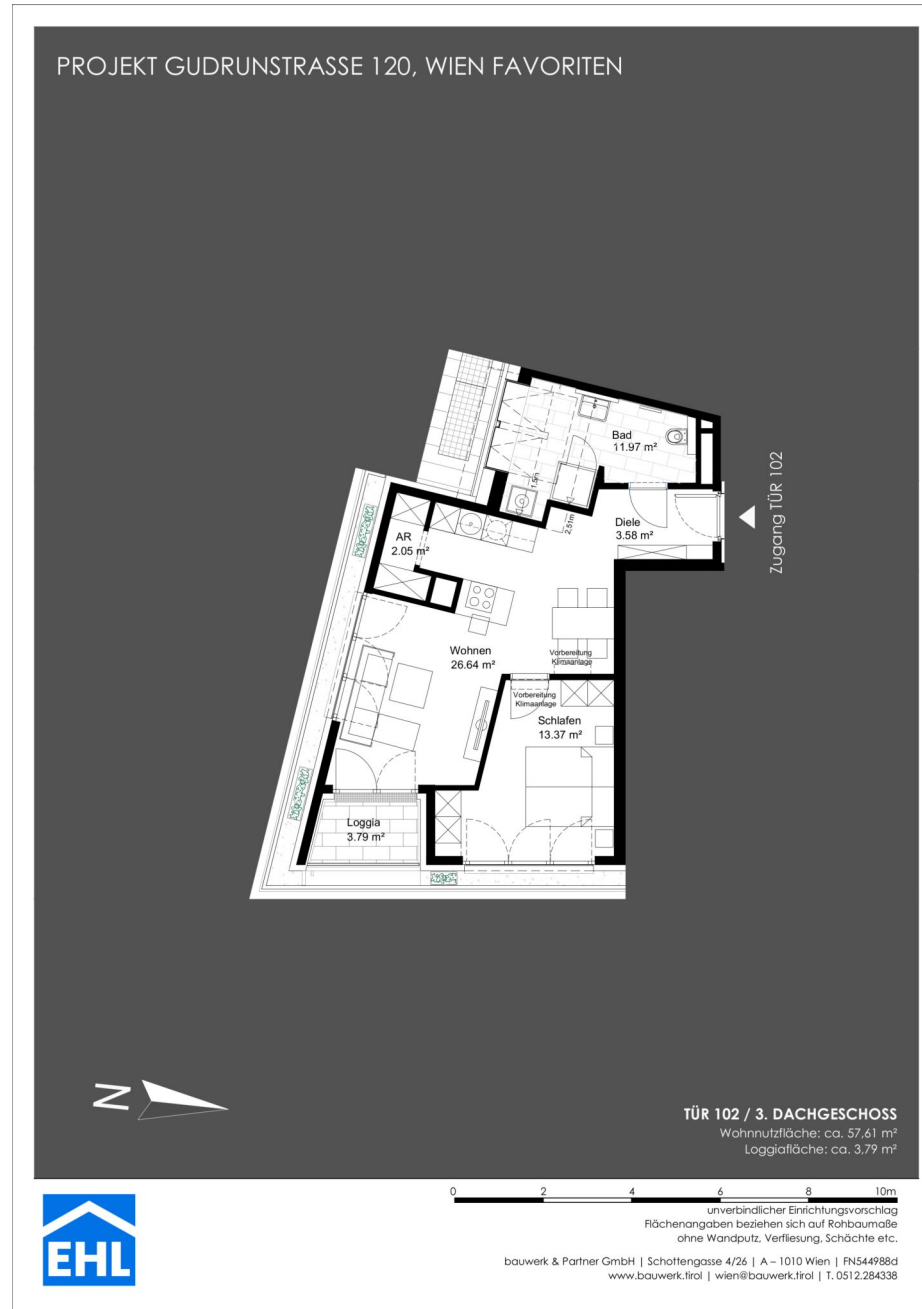 PROJEKT GUDRUNSTRASSE 120, WIEN FAVORITEN
Bad
11.97 m²
1.5m
2.51m
Diele
3.58 m²
Zugang TÜR 102
AR
2.05 m²
Wohnen
26.64 m²
Vorbereitung
Klimaanlage
Vorbereitung
Klimaanlage
Schlafen
13.37 m²
Loggia
3.79 m²
N
TÜR 102 / 3. DACHGESCHOSS
Wohnnutzfläche: ca. 57,61 m²
Loggiafläche: ca. 3,79 m²
0 2 4 6 8 10m
unverbindlicher Einrichtungsvorschlag
Flächenangaben beziehen sich auf Rohbaumaße
ohne Wandputz, Verfliesung, Schächte etc.
EHL
bauwerk & Partner GmbH | Schottengasse 4/26 | A – 1010 Wien | FN544988d
www.bauwerk.tirol | wien@bauwerk.tirol | T. 0512.284338